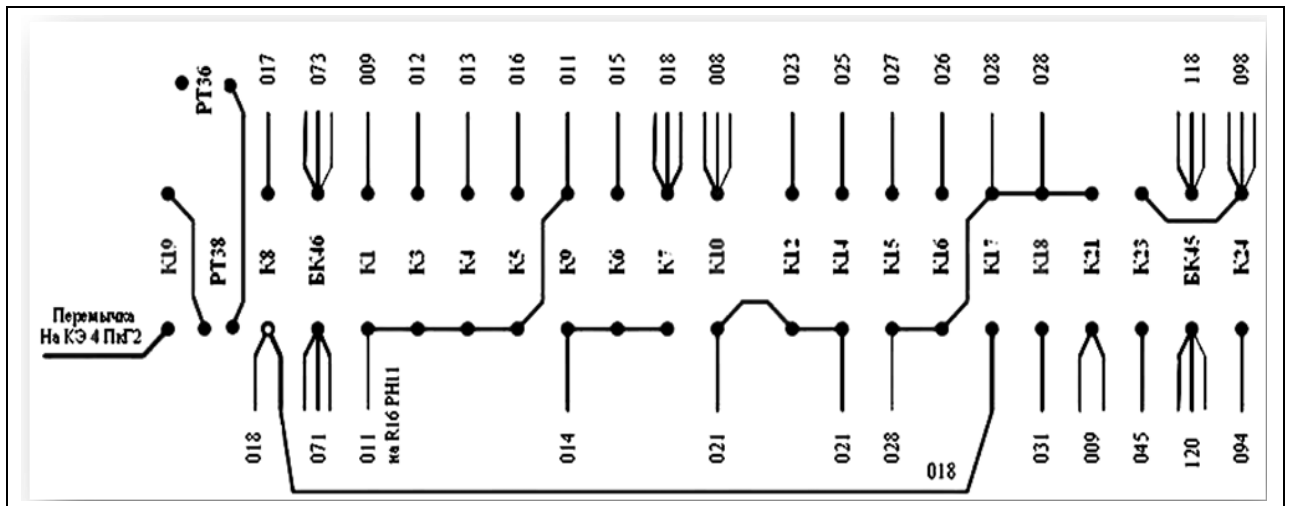 017 073 009 012 013 016 011 015 018 008 023 025 027 026 028 028 118 098
РТ36
К19 РТ38 К8 БК46 К1 К3 К4 К5 К9 К6 К7 К10 К12 К14 К15 К16 К17 К18 К21 К23 БК45 К24
Перемычка
На КЭ 4 ПкГ2
018 071 011 014 021 021 028 018 031 009 045 120 094
на R16 РН11